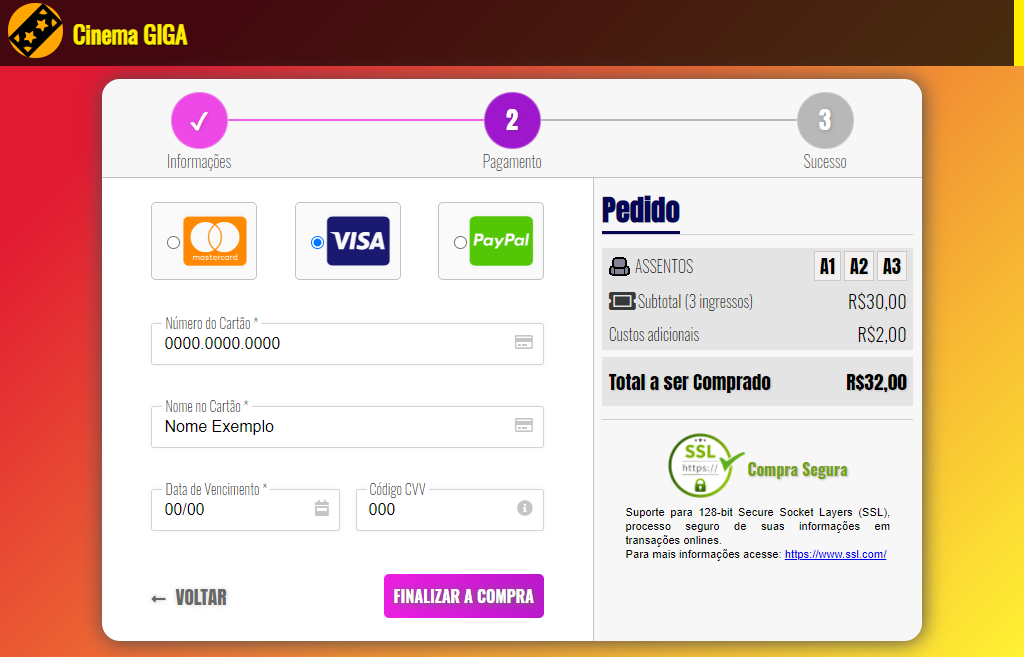 Cinema GIGA
2
3
Informações
Pagamento
Sucesso
mastercard
VISA
PayPal
Número do Cartão *
0000.0000.0000
Nome no Cartão *
Nome Exemplo
Data de Vencimento *
00/00
Código CVV
000
VOLTAR
FINALIZAR A COMPRA
Pedido
ASSENTOS A1 A2 A3
Subtotal (3 ingressos) R$30,00
Custos adicionais R$2,00
Total a ser Comprado R$32,00
SSL
https://
Compra Segura
Suporte para 128-bit Secure Socket Layers (SSL),
processo seguro de suas informações em
transações onlines.
Para mais informações acesse: https://www.ssl.com/